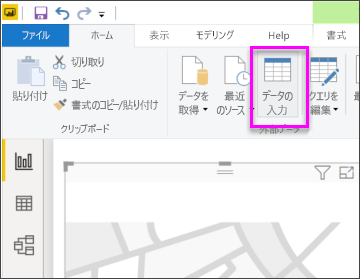 ファイル ホーム 表示 モデリング Help 書式
切り取り
コピー
貼り付け
書式のコピー/貼り付け
クリップボード
データを
取得
最近
のソース
データの
入力
クエリを
編集
外部データ